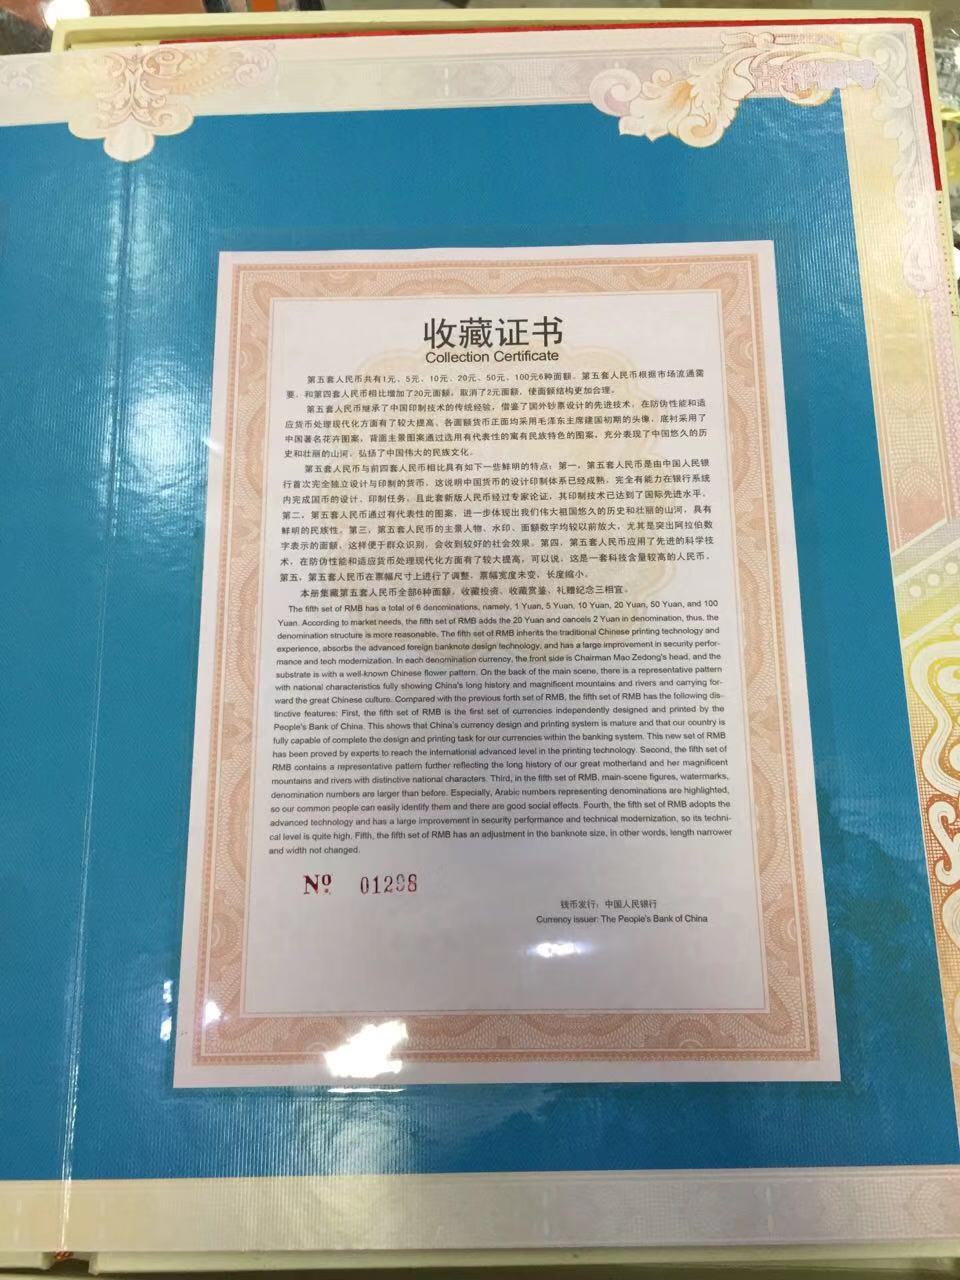 收藏证书
Collection Certificate
第五套人民币共有1元、5元、10元、20元、50元、100元6种面额。第五套人民币根据市场流通需
要，和第四套人民币相比增加了20元面额，取消了2元面额，使面额结构更加合理。
第五套人民币继承了中国印制技术的传统经验，借鉴了国外钞票设计的先进技术，在防伪性能和适
应货币处理现代化方面有了较大提高。各面额货币正面均采用毛泽东主席建国初期的头像，底衬采用了
中国著名花卉图案，背面主景图案通过选用有代表性的寓有民族特色的图案，充分表现了中国悠久的历
史和壮丽的山河，弘扬了中国伟大的民族文化。
第五套人民币与前四套人民币相比具有如下一些鲜明的特点：第一，第五套人民币是由中国人民银
行首次完全独立设计与印制的货币，这说明中国货币的设计印制体系已经成熟，完全有能力在银行系统
内完成国币的设计、印制任务，且此套新版人民币经过专家论证，其印制技术已达到了国际先进水平。
第二，第五套人民币通过有代表性的图案，进一步体现出我们伟大祖国悠久的历史和壮丽的山河，具有
鲜明的民族性。第三，第五套人民币的主景人物、水印、面额数字均较以前放大，尤其是突出阿拉伯数
字表示的面额，这样便于群众识别，会收到较好的社会效果。第四，第五套人民币应用了先进的科学技
术，在防伪性能和适应货币处理现代化方面有了较大提高，可以说，这是一套科技含量较高的人民币。
第五，第五套人民币在票幅尺寸上进行了调整，票幅宽度未变，长度缩小。
本册集藏第五套人民币全部6种面额，收藏投资、收藏赏鉴、礼赠纪念三相宜。
The fifth set of RMB has a total of 6 denominations, namely, 1 Yuan, 5 Yuan, 10 Yuan, 20 Yuan, 50 Yuan, and 100
Yuan. According to market needs, the fifth set of RMB adds the 20 Yuan and cancels 2 Yuan in denomination, thus, the
denomination structure is more reasonable. The fifth set of RMB inherits the traditional Chinese printing technology and
experience, absorbs the advanced foreign banknote design technology, and has a large improvement in security perfor-
mance and tech modernization. In each denomination currency, the front side is Chairman Mao Zedong's head, and the
substrate is with a well-known Chinese flower pattern. On the back of the main scene, there is a representative pattern
with national characteristics fully showing China's long history and magnificent mountains and rivers and carrying for-
ward the great Chinese culture. Compared with the previous forth set of RMB, the fifth set of RMB has the following dis-
tinctive features: First, the fifth set of RMB is the first set of currencies independently designed and printed by the
People's Bank of China. This shows that China's currency design and printing system is mature and that our country is
fully capable of complete the design and printing task for our currencies within the banking system. This new set of RMB
has been proved by experts to reach the international advanced level in the printing technology. Second, the fifth set of
RMB contains a representative pattern further reflecting the long history of our great motherland and her magnificent
mountains and rivers with distinctive national characters. Third, in the fifth set of RMB, main-scene figures, watermarks,
denomination numbers are larger than before. Especially, Arabic numbers representing denominations are highlighted,
so our common people can easily identify them and there are good social effects. Fourth, the fifth set of RMB adopts the
advanced technology and has a large improvement in security performance and technical modernization, so its techni-
cal level is quite high. Fifth, the fifth set of RMB has an adjustment in the banknote size, in other words, length narrower
and width not changed.
Nº 01298
钱币发行：中国人民银行
Currency issuer: The People's Bank of China